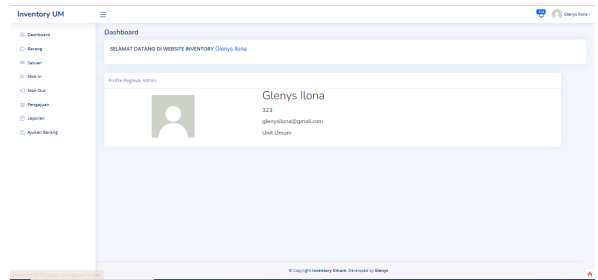 Inventory UM
Glenys Ilona
Dashboard
Barang
Satuan
Stok In
Stok Out
Pengajuan
Laporan
Ajukan Barang
Dashboard
SELAMAT DATANG DI WEBSITE INVENTORY Glenys Ilona
Profile Pegawai Admin
Glenys Ilona
323
glenysilona@gmail.com
Unit Umum
© Copyright Inventory Umum. Developed by Glenys